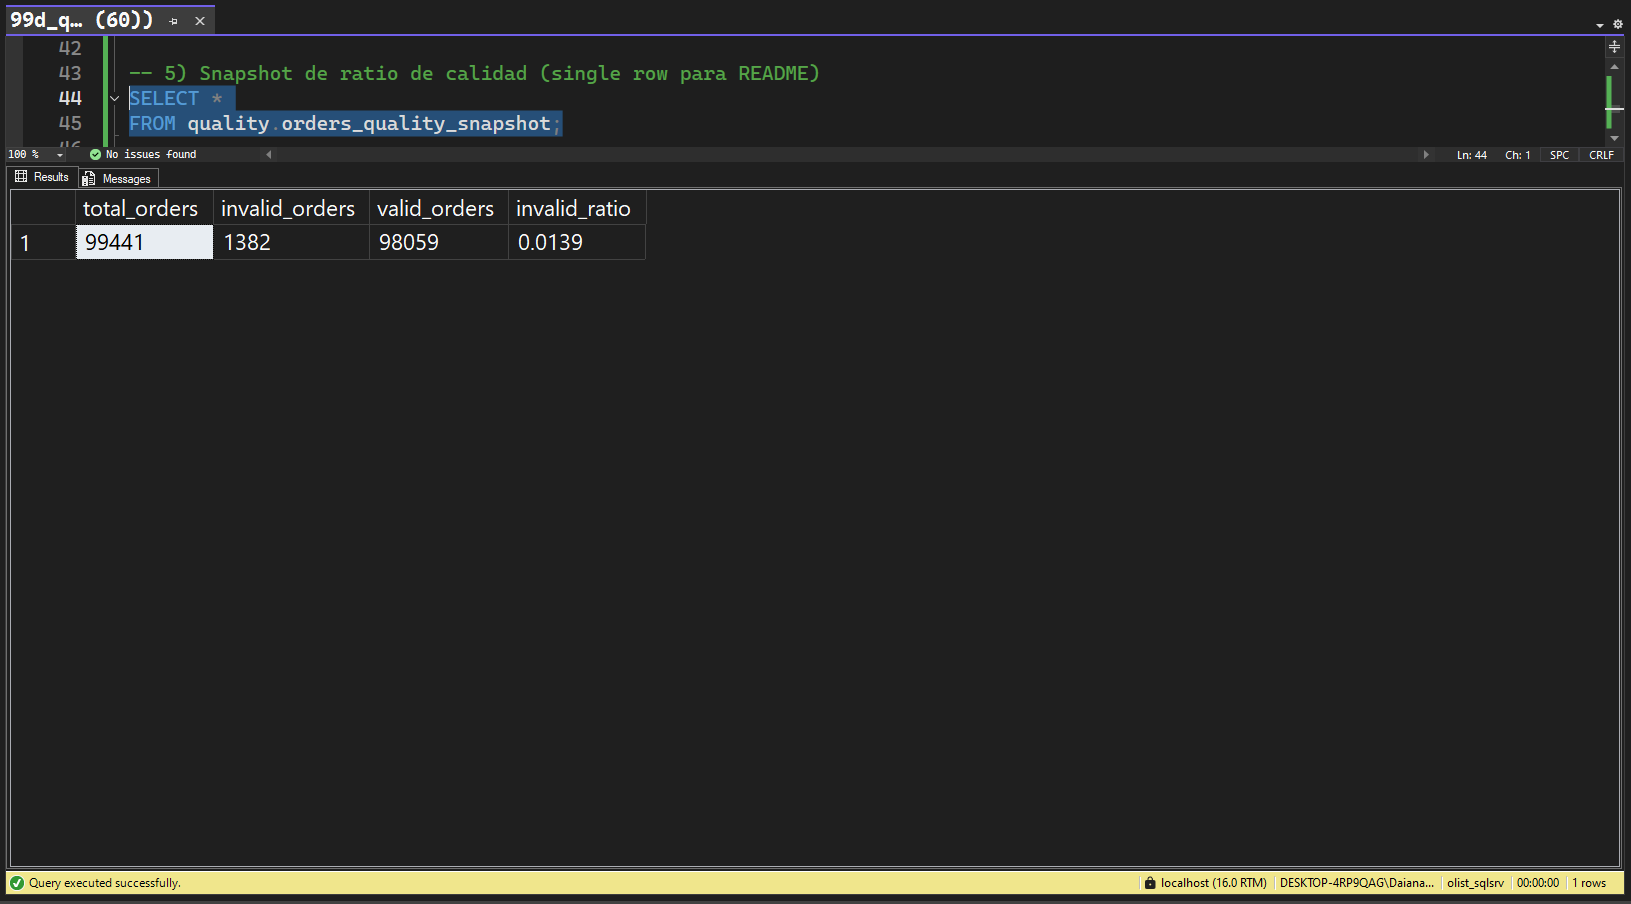 99d_q... (60))
42
43 -- 5) Snapshot de ratio de calidad (single row para README)
44 SELECT *
45 FROM quality.orders_quality_snapshot;
46
100 % No issues found Ln: 44 Ch: 1 SPC CRLF
Results Messages
total_orders invalid_orders valid_orders invalid_ratio
1 99441 1382 98059 0.0139
Query executed successfully. localhost (16.0 RTM) DESKTOP-4RP9QAG\Daiana... olist_sqlsrv 00:00:00 1 rows